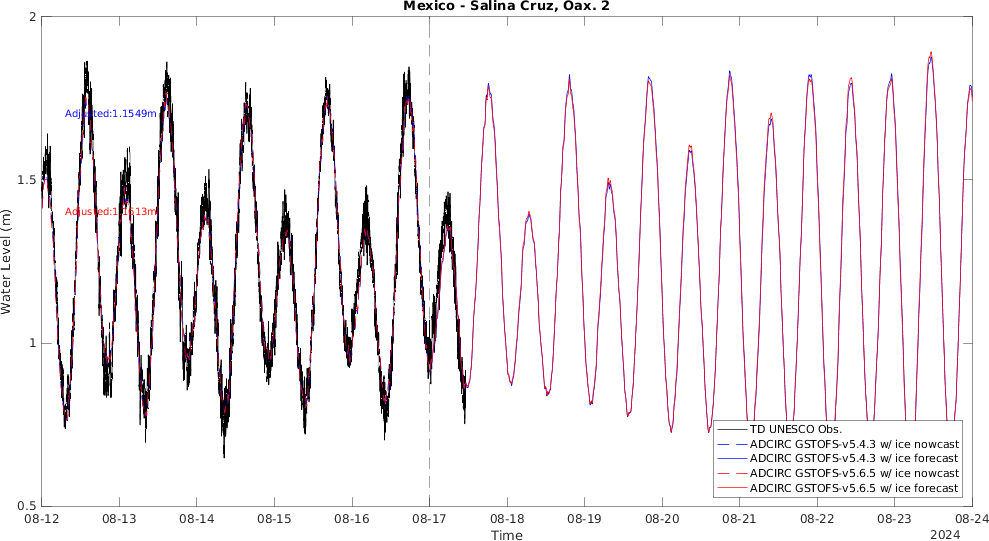 Mexico - Salina Cruz, Oax. 2
Water Level (m)
2
1.5
1
0.5
Adjusted:1.1549m
Adjusted:1.1613m
TD UNESCO Obs.
ADCIRC GSTOFS-v5.4.3 w/ ice nowcast
ADCIRC GSTOFS-v5.4.3 w/ ice forecast
ADCIRC GSTOFS-v5.6.5 w/ ice nowcast
ADCIRC GSTOFS-v5.6.5 w/ ice forecast
08-12 08-13 08-14 08-15 08-16 08-17 08-18 08-19 08-20 08-21 08-22 08-23 08-24
Time
2024